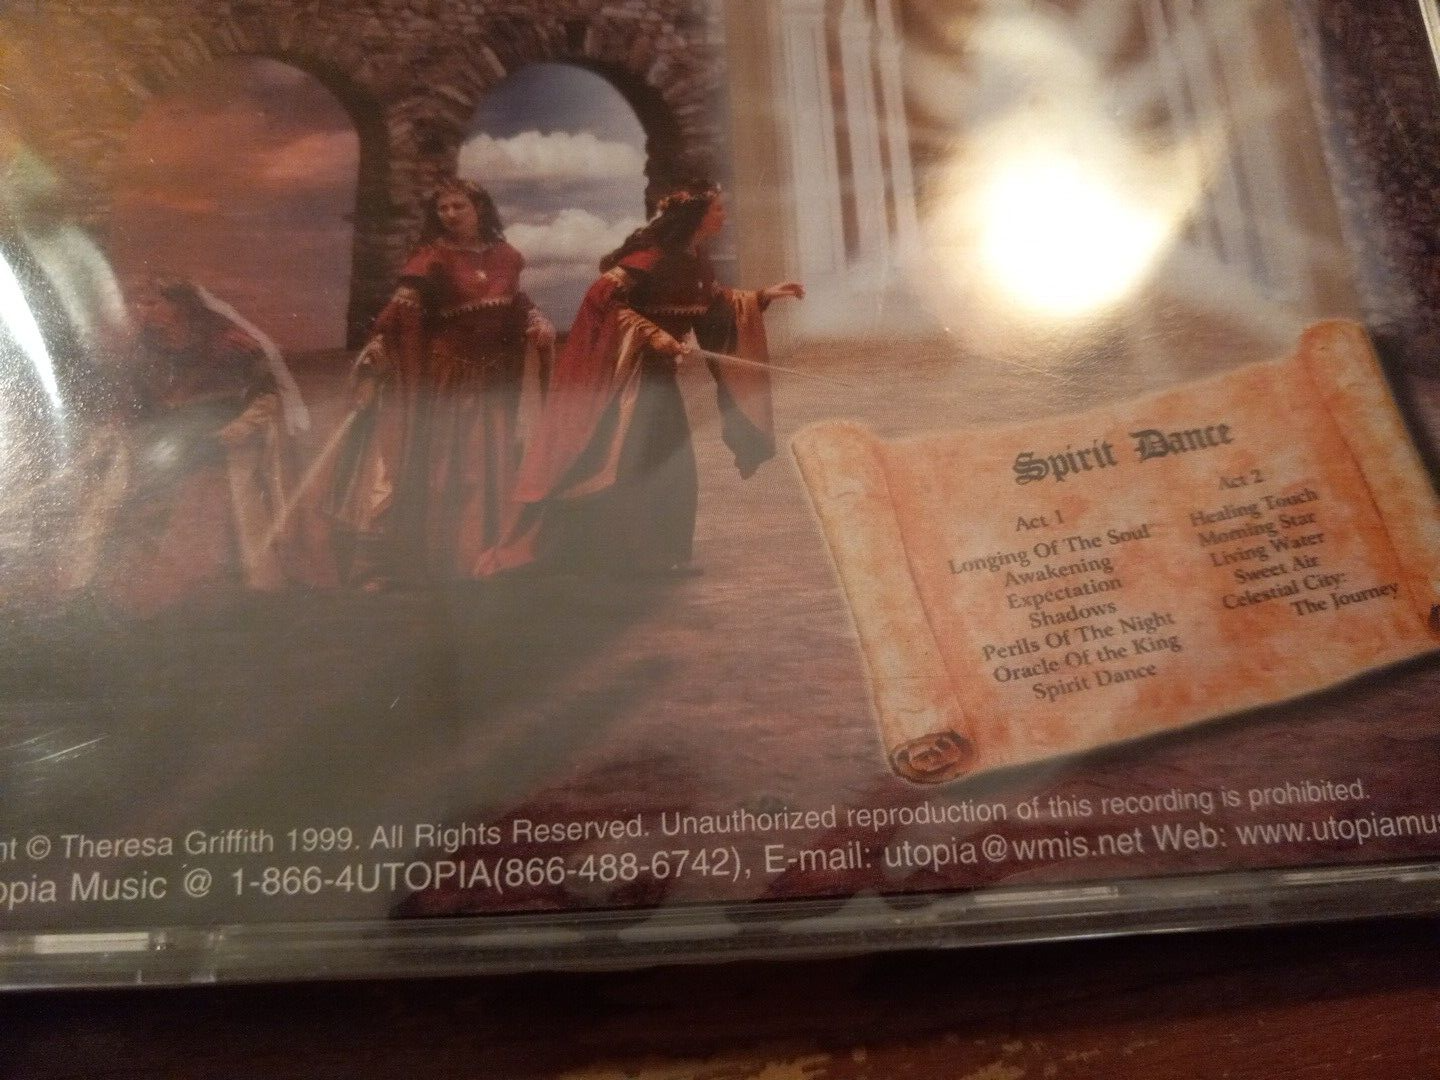 Spirit Dance
Act 1
Longing Of The Soul
Awakening
Expectation
Shadows
Perils Of The Night
Oracle Of the King
Spirit Dance
Act 2
Healing Touch
Morning Star
Living Water
Sweet Air
Celestial City:
The Journey
© Theresa Griffith 1999. All Rights Reserved. Unauthorized reproduction of this recording is prohibited.
Music @ 1-866-4UTOPIA(866-488-6742), E-mail: utopia@wmis.net Web: